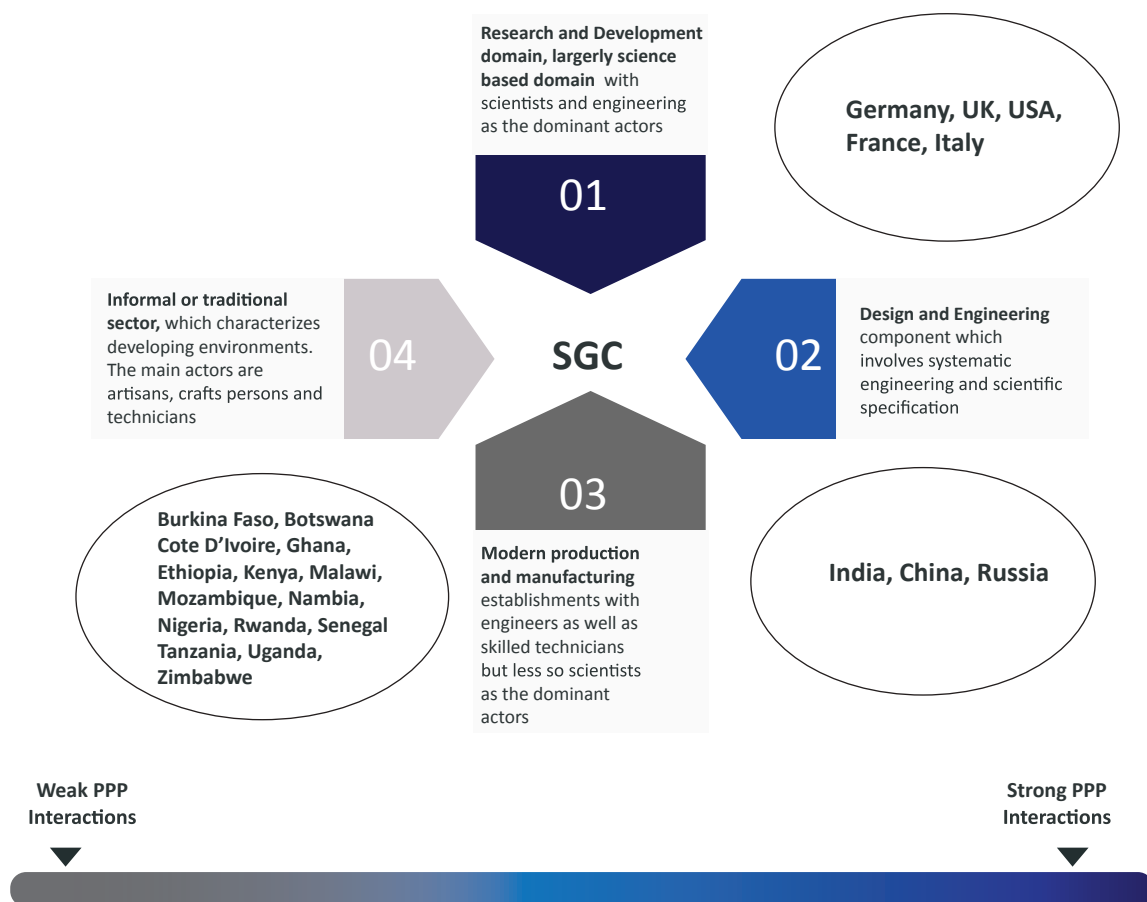 Research and Development
domain, largerly science
based domain with
scientists and engineering
as the dominant actors
01
Germany, UK, USA,
France, Italy
Informal or traditional
sector, which characterizes
developing environments.
The main actors are
artisans, crafts persons and
technicians
04
SGC
02
Design and Engineering
component which
involves systematic
engineering and scientific
specification
03
Burkina Faso, Botswana
Cote D'Ivoire, Ghana,
Ethiopia, Kenya, Malawi,
Mozambique, Nambia,
Nigeria, Rwanda, Senegal
Tanzania, Uganda,
Zimbabwe
Modern production
and manufacturing
establishments with
engineers as well as
skilled technicians
but less so scientists
as the dominant
actors
India, China, Russia
Weak PPP
Interactions
Strong PPP
Interactions